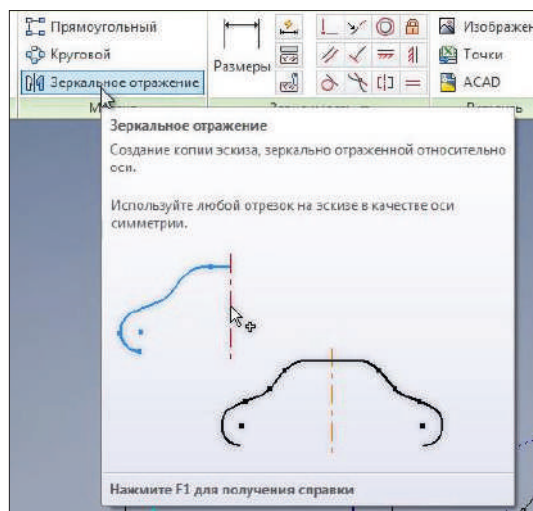 Прямоугольный
Круговой
Зеркальное отражение
Размеры
Изображен
Точки
ACAD
Зеркальное отражение
Создание копии эскиза, зеркально отраженной относительно
оси.
Используйте любой отрезок на эскизе в качестве оси
симметрии.
Нажмите F1 для получения справки